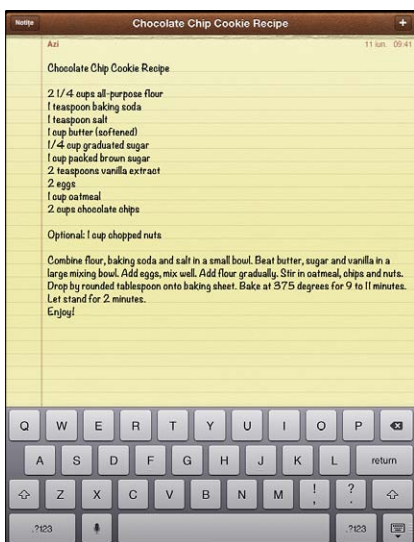 Notițe
Chocolate Chip Cookie Recipe
+
Azi
11 iun. 09:41
Chocolate Chip Cookie Recipe
2 1/4 cups all-purpose flour
1 teaspoon baking soda
1 teaspoon salt
1 cup butter (softened)
1/4 cup graduated sugar
1 cup packed brown sugar
2 teaspoons vanilla extract
2 eggs
1 cup oatmeal
2 cups chocolate chips
Optional: 1 cup chopped nuts
Combine flour, baking soda and salt in a small bowl. Beat butter, sugar and vanilla in a
large mixing bowl. Add eggs, mix well. Add flour gradually. Stir in oatmeal, chips and nuts.
Drop by rounded tablespoon onto baking sheet. Bake at 375 degrees for 9 to 11 minutes.
Let stand for 2 minutes.
Enjoy!
Q W E R T Y U I O P
A S D F G H J K L return
Z X C V B N M ! , ? .
.?123 .?123